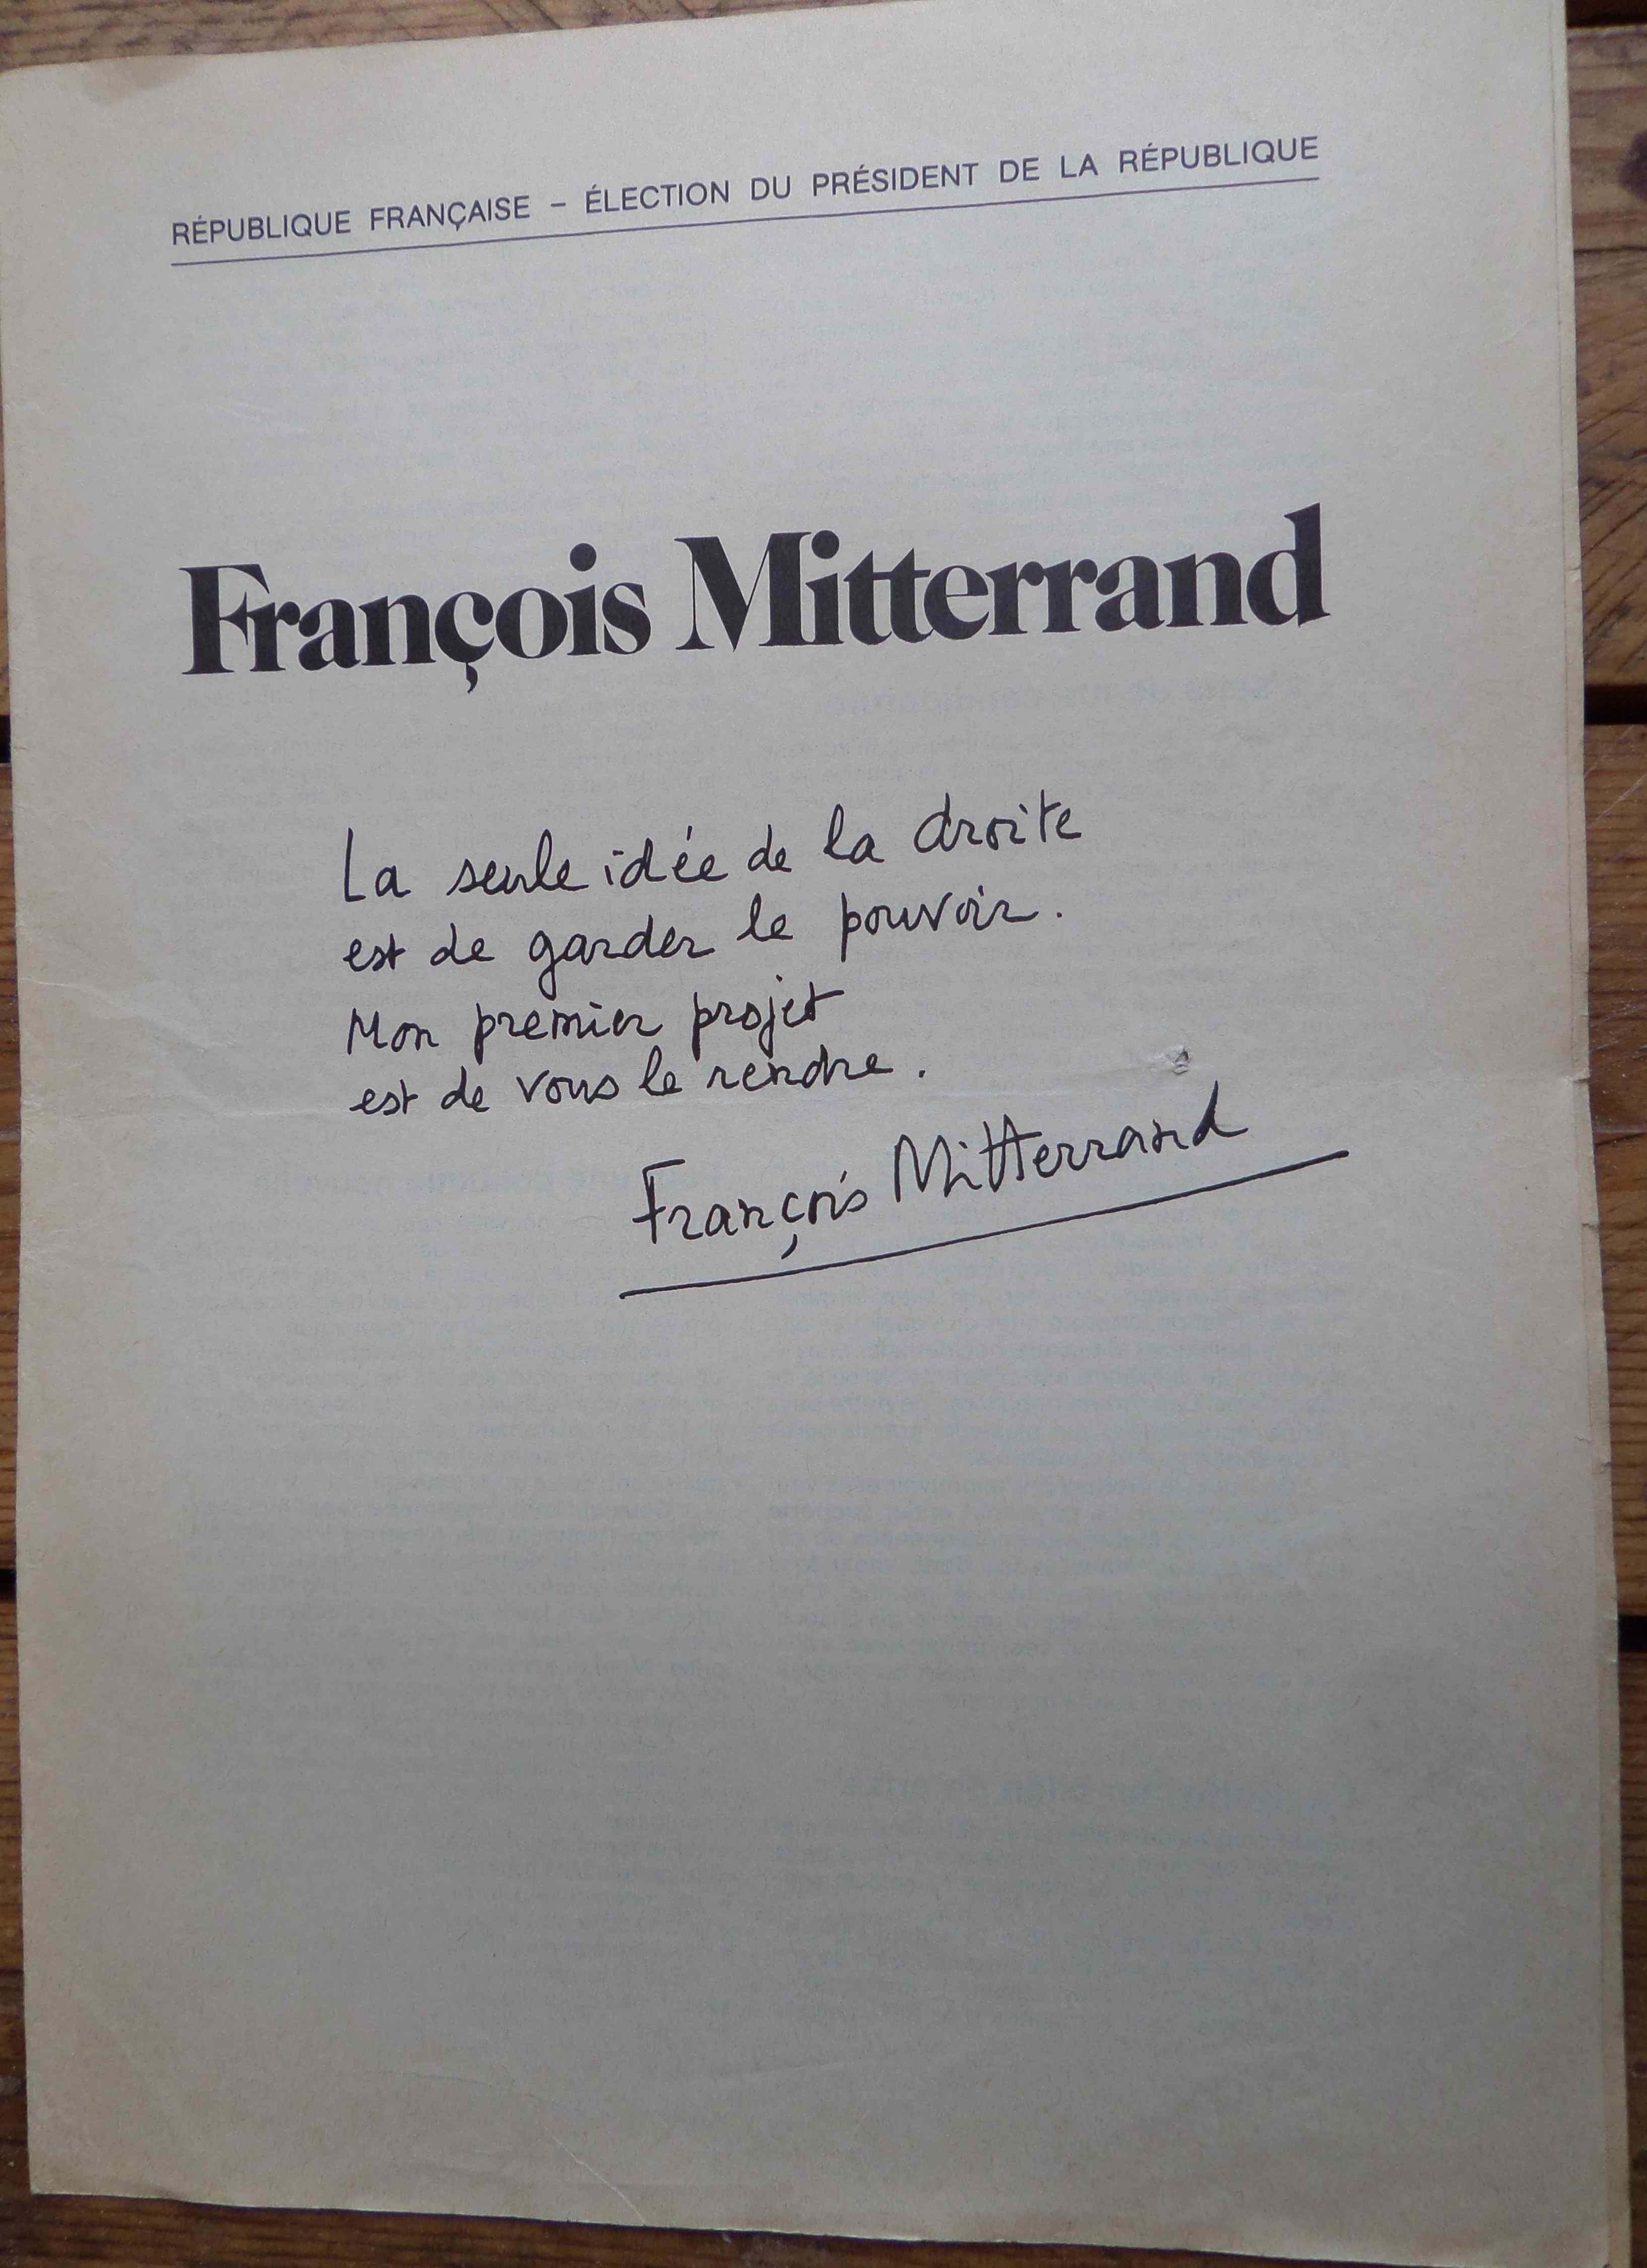 RÉPUBLIQUE FRANÇAISE – ÉLECTION DU PRÉSIDENT DE LA RÉPUBLIQUE
François Mitterrand
La seule idée de la droite
est de garder le pouvoir.
Mon premier projet
est de vous le rendre.
François Mitterrand